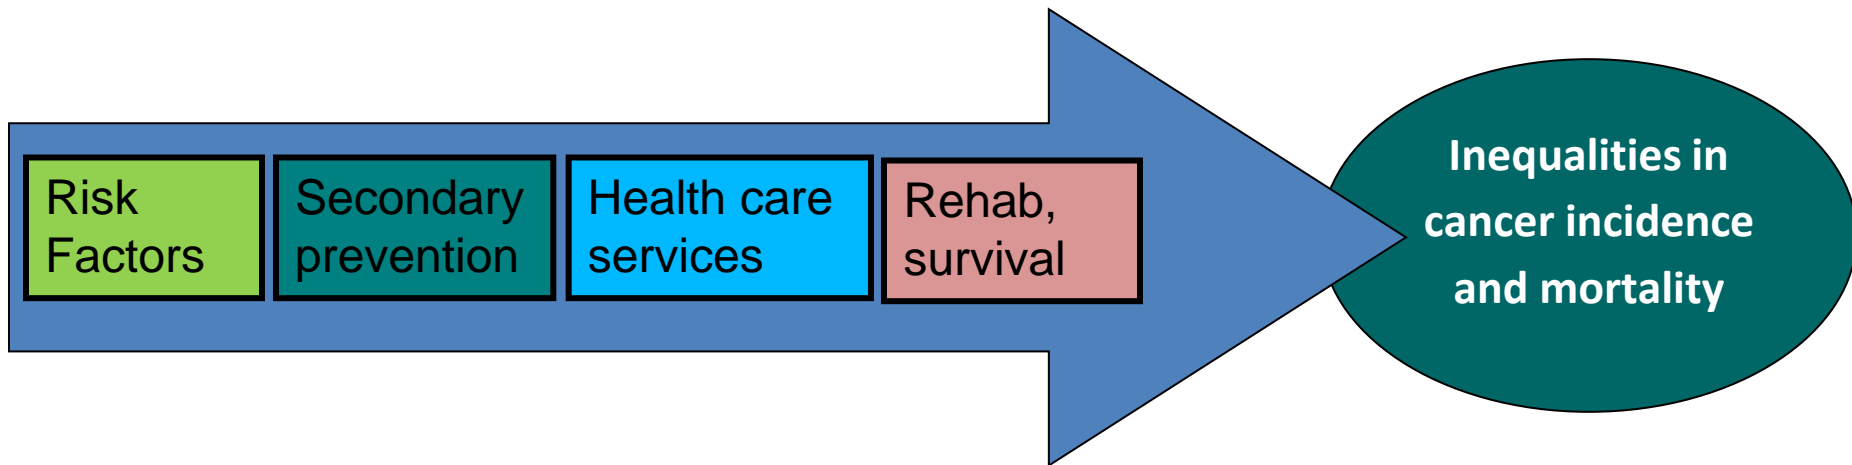 Risk
Factors
Secondary
prevention
Health care
services
Rehab,
survival
Inequalities in
cancer incidence
and mortality